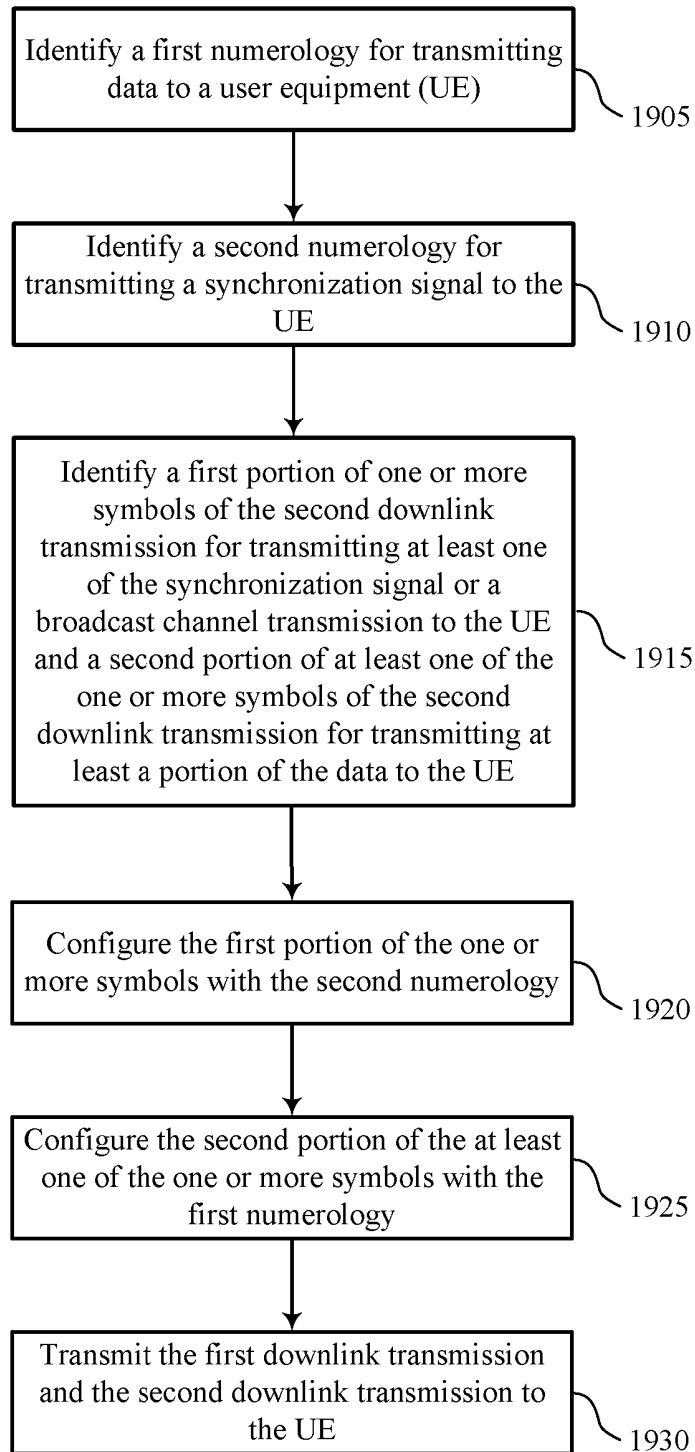 Identify a first numerology for transmitting
data to a user equipment (UE)
1905
Identify a second numerology for
transmitting a synchronization signal to the
UE
1910
Identify a first portion of one or more
symbols of the second downlink
transmission for transmitting at least one
of the synchronization signal or a
broadcast channel transmission to the UE
and a second portion of at least one of the
one or more symbols of the second
downlink transmission for transmitting at
least a portion of the data to the UE
1915
Configure the first portion of the one or
more symbols with the second numerology
1920
Configure the second portion of the at least
one of the one or more symbols with the
first numerology
1925
Transmit the first downlink transmission
and the second downlink transmission to
the UE
1930